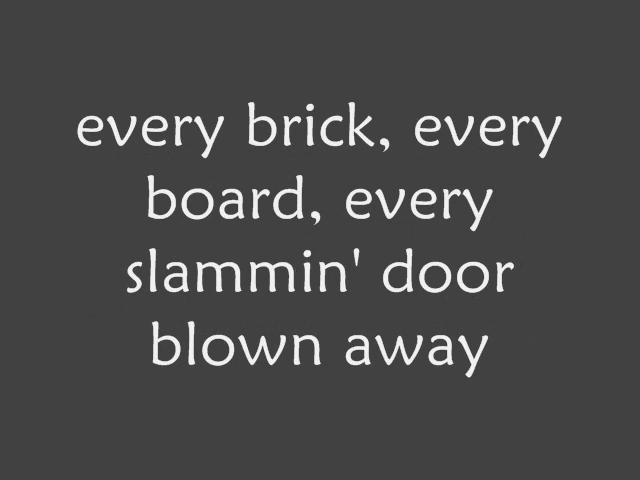 every brick, every
board, every
slammin' door
blown away